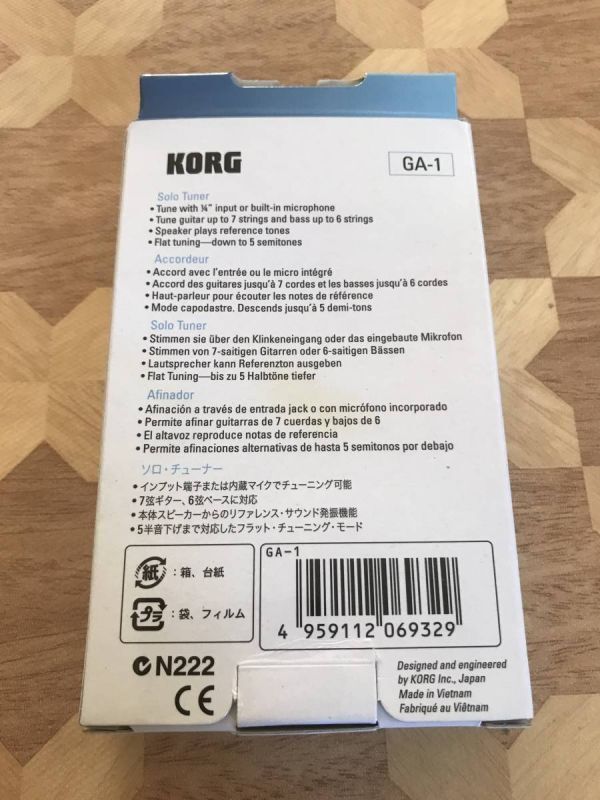 KORG
GA-1
Solo Tuner
• Tune with ¼" input or built-in microphone
• Tune guitar up to 7 strings and bass up to 6 strings
• Speaker plays reference tones
• Flat tuning—down to 5 semitones
Accordeur
• Accord avec l'entrée ou le micro intégré
• Accord des guitares jusqu'à 7 cordes et les basses jusqu'à 6 cordes
• Haut-parleur pour écouter les notes de référence
• Mode capodastre. Descends jusqu'à 5 demi-tons
Solo Tuner
• Stimmen sie über den Klinkeneingang oder das eingebaute Mikrofon
• Stimmen von 7-saitigen Gitarren oder 6-saitigen Bässen
• Lautsprecher kann Referenzton ausgeben
• Flat Tuning—bis zu 5 Halbtöne tiefer
Afinador
• Afinación a través de entrada jack o con micrófono incorporado
• Permite afinar guitarras de 7 cuerdas y bajos de 6
• El altavoz reproduce notas de referencia
• Permite afinaciones alternativas de hasta 5 semitonos por debajo
ソロ・チューナー
• インプット端子または内蔵マイクでチューニング可能
• 7弦ギター、6弦ベースに対応
• 本体スピーカーからのリファレンス・サウンド発振機能
• 5半音下げまで対応したフラット・チューニング・モード
紙：箱、台紙
プラ：袋、フィルム
GA-1
4 959112 069329
N222
CE
Designed and engineered
by KORG Inc., Japan
Made in Vietnam
Fabriqué au Viêtnam